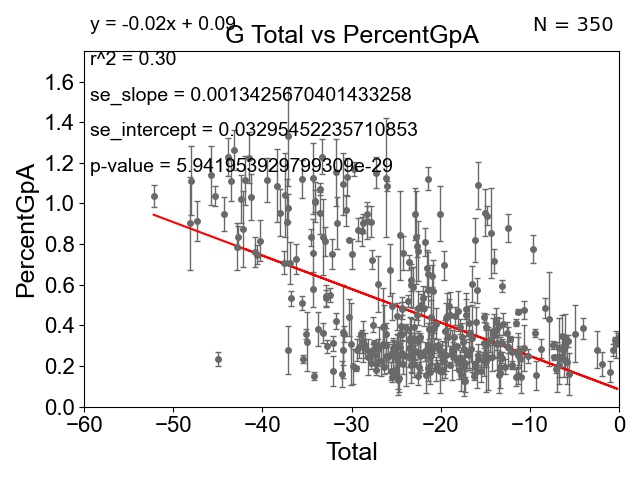 y = -0.02x + 0.09
N = 350
G Total vs PercentGpA
r^2 = 0.30
se_slope = 0.0013425670401433258
se_intercept = 0.03295452235710853
p-value = 5.941953929799309e-29
PercentGpA
1.6
1.4
1.2
1.0
0.8
0.6
0.4
0.2
0.0
−60 −50 −40 −30 −20 −10 0
Total